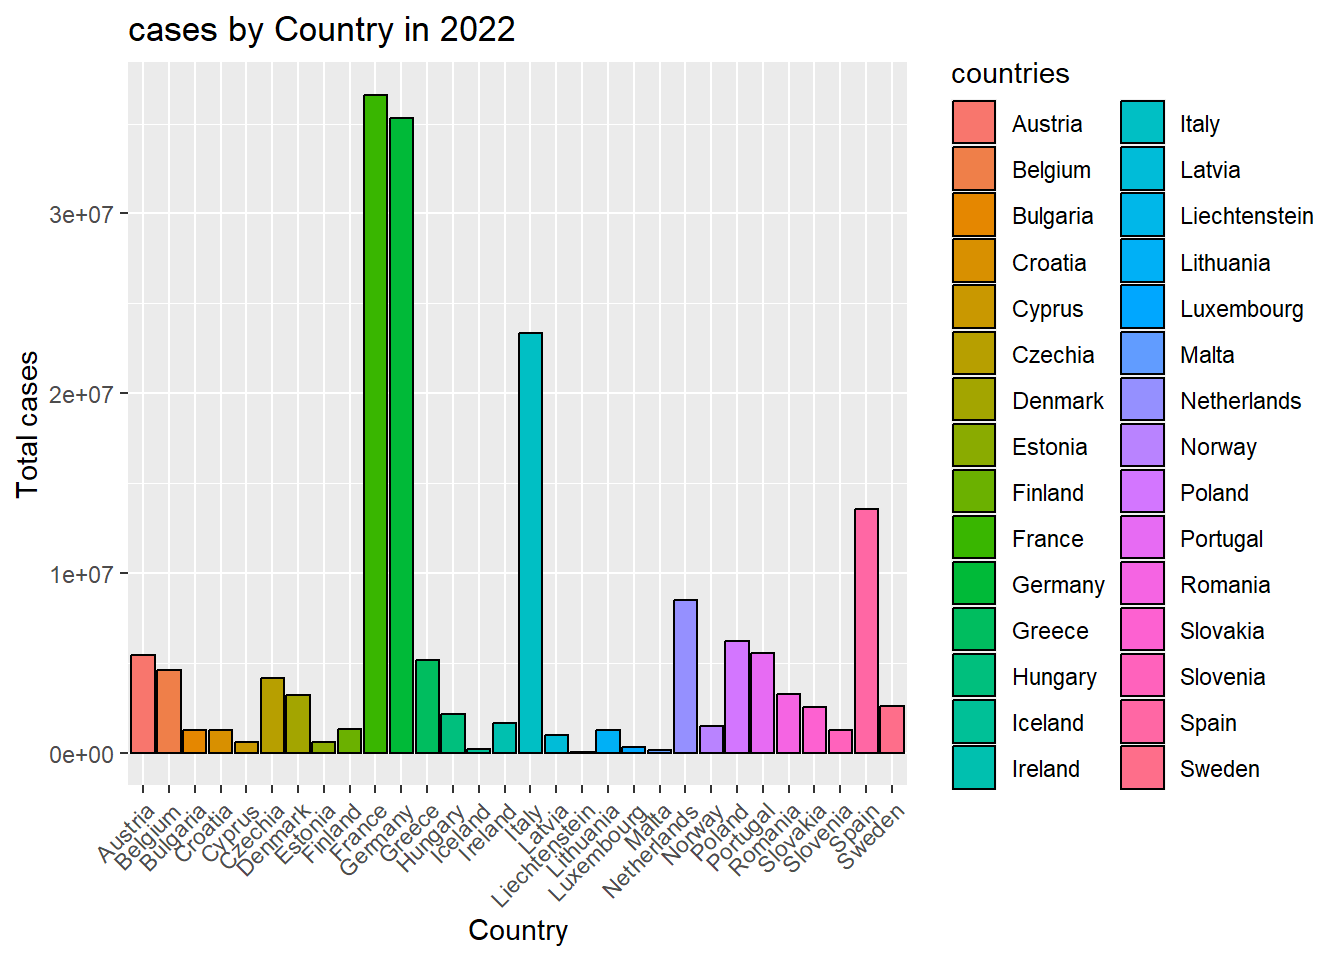 cases by Country in 2022
Total cases
3e+07
2e+07
1e+07
0e+00
Austria
Belgium
Bulgaria
Croatia
Cyprus
Czechia
Denmark
Estonia
Finland
France
Germany
Greece
Hungary
Iceland
Ireland
Italy
Latvia
Liechtenstein
Lithuania
Luxembourg
Malta
Netherlands
Norway
Poland
Portugal
Romania
Slovakia
Slovenia
Spain
Sweden
Country
countries
Austria
Belgium
Bulgaria
Croatia
Cyprus
Czechia
Denmark
Estonia
Finland
France
Germany
Greece
Hungary
Iceland
Ireland
Italy
Latvia
Liechtenstein
Lithuania
Luxembourg
Malta
Netherlands
Norway
Poland
Portugal
Romania
Slovakia
Slovenia
Spain
Sweden